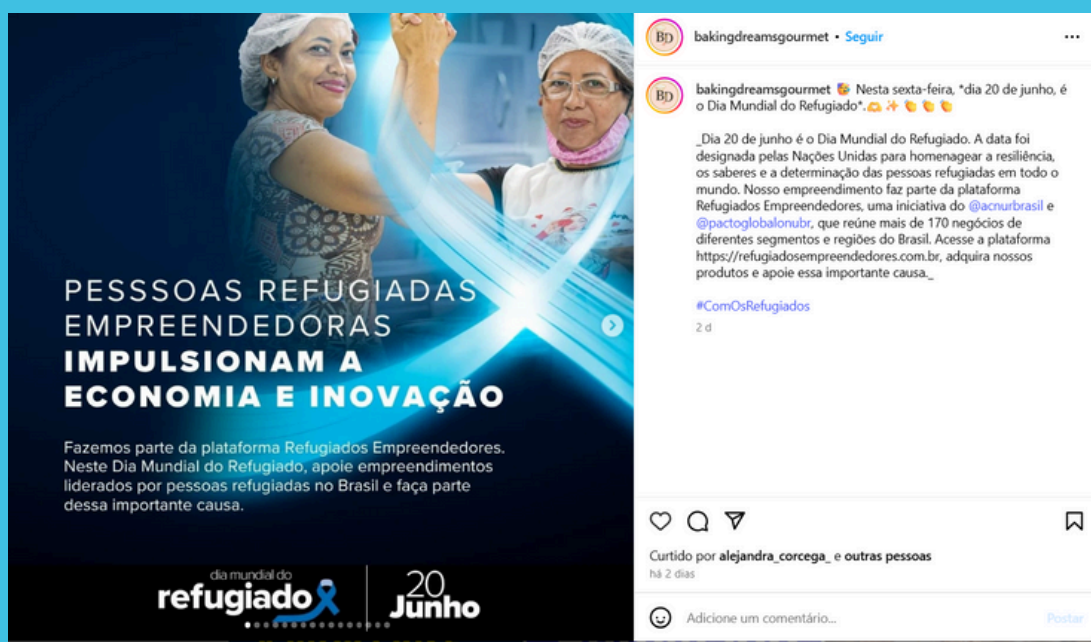 PESSSOAS REFUGIADAS
EMPREENDEDORAS
IMPULSIONAM A
ECONOMIA E INOVAÇÃO
Fazemos parte da plataforma Refugiados Empreendedores.
Neste Dia Mundial do Refugiado, apoie empreendimentos
liderados por pessoas refugiadas no Brasil e faça parte
dessa importante causa.
dia mundial do
refugiado
20
Junho
BD
bakingdreamsgourmet • Seguir
BD
bakingdreamsgourmet Nesta sexta-feira, *dia 20 de junho, é
o Dia Mundial do Refugiado*.
_Dia 20 de junho é o Dia Mundial do Refugiado. A data foi
designada pelas Nações Unidas para homenagear a resiliência,
os saberes e a determinação das pessoas refugiadas em todo o
mundo. Nosso empreendimento faz parte da plataforma
Refugiados Empreendedores, uma iniciativa do @acnurbrasil e
@pactoglobalonubr, que reúne mais de 170 negócios de
diferentes segmentos e regiões do Brasil. Acesse a plataforma
https://refugiadosempreendedores.com.br, adquira nossos
produtos e apoie essa importante causa._
#ComOsRefugiados
2 d
Curtido por alejandra_corcega_ e outras pessoas
há 2 dias
Adicione um comentário...
Postar